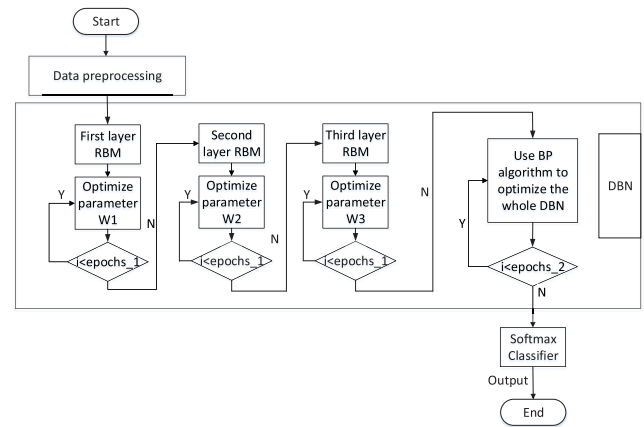 Start
Data preprocessing
First layer
RBM
Optimize
parameter
W1
Y
i<epochs_1
N
Second
layer RBM
Optimize
parameter
W2
Y
i<epochs_1
N
Third layer
RBM
Optimize
parameter
W3
Y
i<epochs_1
N
Use BP
algorithm to
optimize the
whole DBN
Y
i<epochs_2
N
DBN
Softmax
Classifier
Output
End